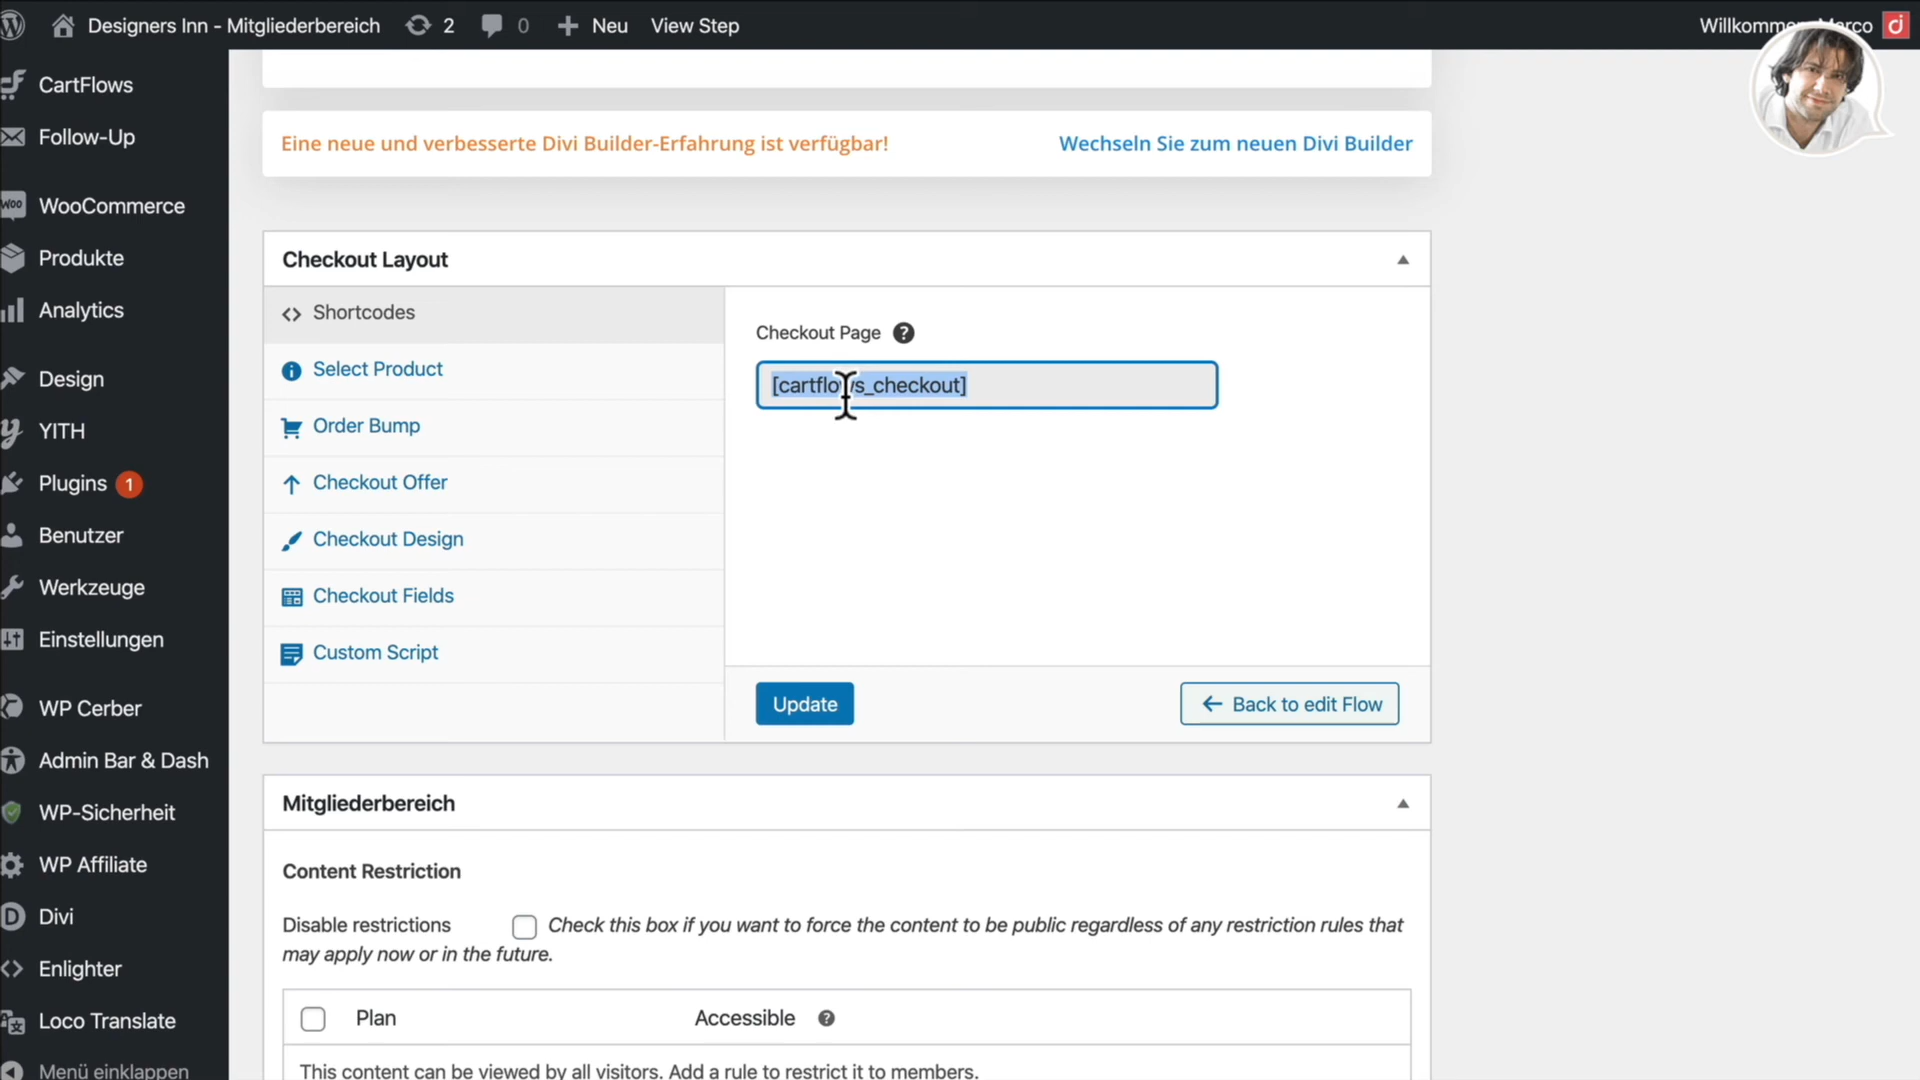 Designers Inn - Mitgliederbereich 2 0 Neu View Step
CartFlows
Follow-Up
WOO WooCommerce
Produkte
Analytics
Design
YITH
Plugins 1
Benutzer
Werkzeuge
Einstellungen
WP Cerber
Admin Bar & Dash
WP-Sicherheit
WP Affiliate
Divi
Enlighter
Loco Translate
Menü einklappen
Eine neue und verbesserte Divi Builder-Erfahrung ist verfügbar! Wechseln Sie zum neuen Divi Builder
Checkout Layout
Shortcodes
Select Product
Order Bump
Checkout Offer
Checkout Design
Checkout Fields
Custom Script
Checkout Page ?
[cartflows_checkout]
Update
← Back to edit Flow
Mitgliederbereich
Content Restriction
Disable restrictions Check this box if you want to force the content to be public regardless of any restriction rules that
may apply now or in the future.
Plan Accessible ?
This content can be viewed by all visitors. Add a rule to restrict it to members.